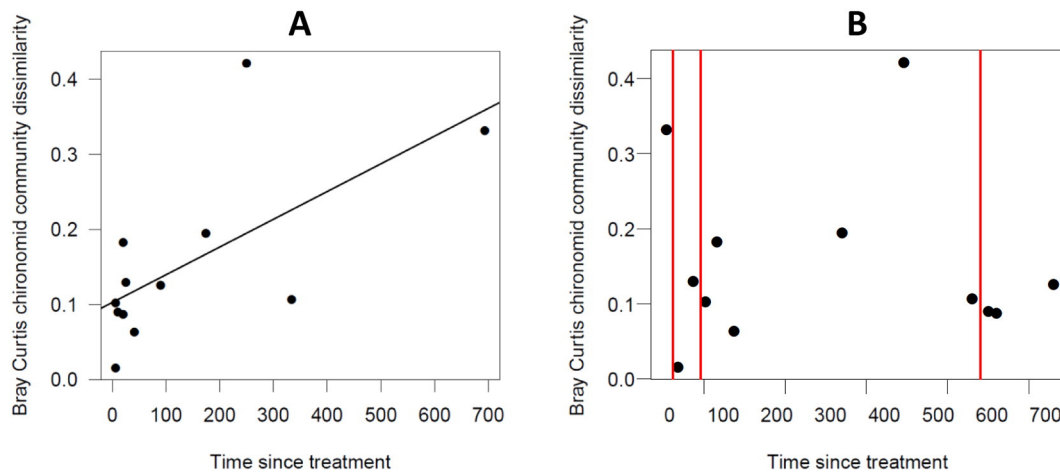 A
Bray Curtis chironomid community dissimilarity
0.4
0.3
0.2
0.1
0.0
0 100 200 300 400 500 600 700
Time since treatment
B
Bray Curtis chironomid community dissimilarity
0.4
0.3
0.2
0.1
0.0
0 100 200 300 400 500 600 700
Time since treatment